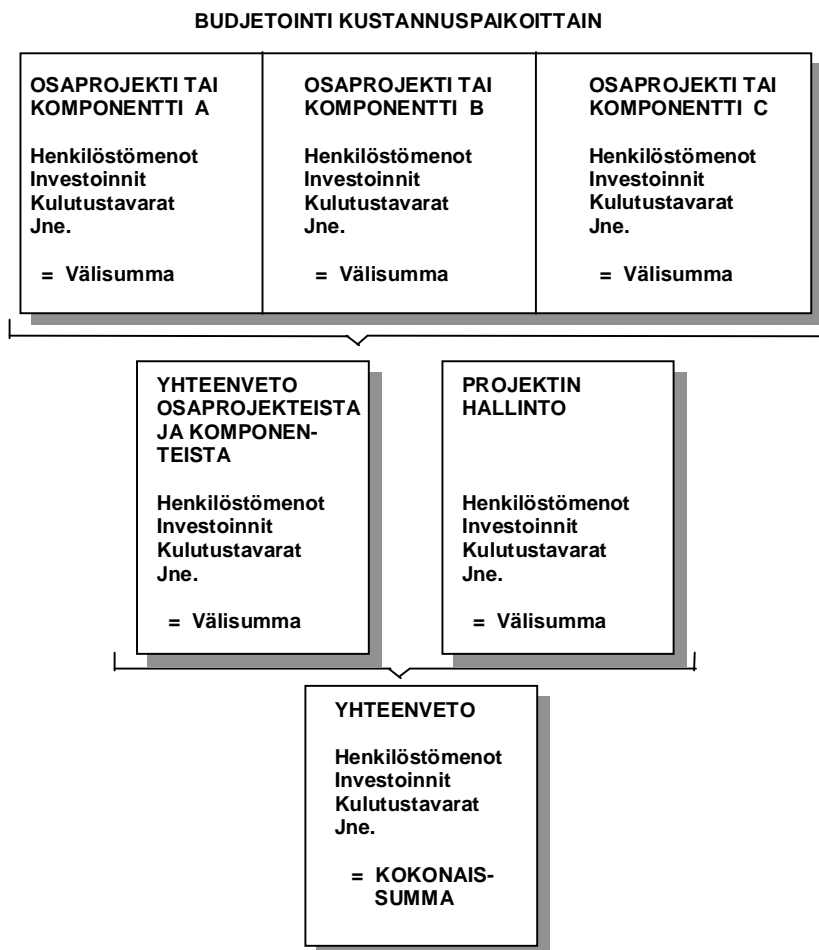 BUDJETOINTI KUSTANNUSPAIKOITTAIN
OSAPROJEKTI TAI
KOMPONENTTI A
Henkilöstömenot
Investoinnit
Kulutustavarat
Jne.
= Välisumma
OSAPROJEKTI TAI
KOMPONENTTI B
Henkilöstömenot
Investoinnit
Kulutustavarat
Jne.
= Välisumma
OSAPROJEKTI TAI
KOMPONENTTI C
Henkilöstömenot
Investoinnit
Kulutustavarat
Jne.
= Välisumma
YHTEENVETO
OSAPROJEKTEISTA
JA KOMPONEN-
TEISTA
Henkilöstömenot
Investoinnit
Kulutustavarat
Jne.
= Välisumma
PROJEKTIN
HALLINTO
Henkilöstömenot
Investoinnit
Kulutustavarat
Jne.
= Välisumma
YHTEENVETO
Henkilöstömenot
Investoinnit
Kulutustavarat
Jne.
= KOKONAIS-
SUMMA